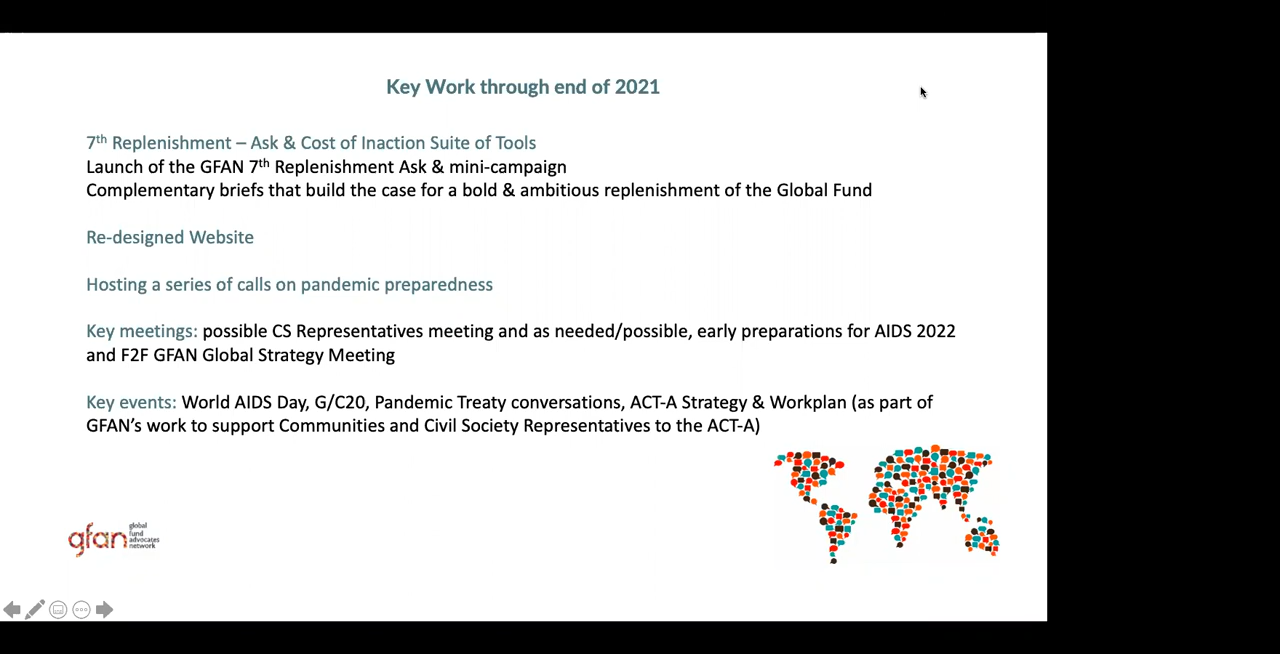 Key Work through end of 2021
7th Replenishment – Ask & Cost of Inaction Suite of Tools
Launch of the GFAN 7th Replenishment Ask & mini-campaign
Complementary briefs that build the case for a bold & ambitious replenishment of the Global Fund
Re-designed Website
Hosting a series of calls on pandemic preparedness
Key meetings: possible CS Representatives meeting and as needed/possible, early preparations for AIDS 2022
and F2F GFAN Global Strategy Meeting
Key events: World AIDS Day, G/C20, Pandemic Treaty conversations, ACT-A Strategy & Workplan (as part of
GFAN’s work to support Communities and Civil Society Representatives to the ACT-A)
gfan
global
fund
advocates
network